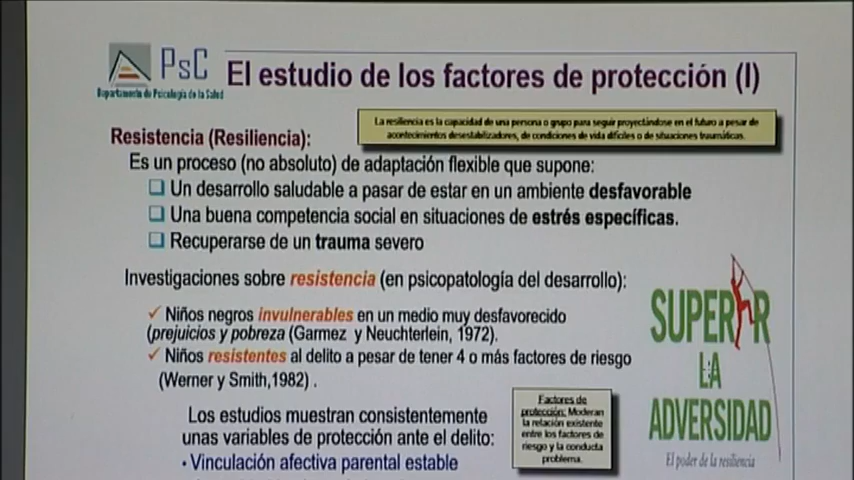 PsC
Departamento de Psicología de la Salud
El estudio de los factores de protección (I)
La resiliencia es la capacidad de una persona o grupo para seguir proyectándose en el futuro a pesar de
acontecimientos desestabilizadores, de condiciones de vida difíciles o de situaciones traumáticas.
Resistencia (Resiliencia):
Es un proceso (no absoluto) de adaptación flexible que supone:
❑ Un desarrollo saludable a pasar de estar en un ambiente desfavorable
❑ Una buena competencia social en situaciones de estrés específicas.
❑ Recuperarse de un trauma severo
Investigaciones sobre resistencia (en psicopatología del desarrollo):
✓ Niños negros invulnerables en un medio muy desfavorecido
(prejuicios y pobreza (Garmez y Neuchterlein, 1972).
✓ Niños resistentes al delito a pesar de tener 4 o más factores de riesgo
(Werner y Smith,1982) .
SUPERAR
LA
ADVERSIDAD
El poder de la resiliencia
Factores de
protección: Moderan
la relación existente
entre los factores de
riesgo y la conducta
problema.
Los estudios muestran consistentemente
unas variables de protección ante el delito:
• Vinculación afectiva parental estable